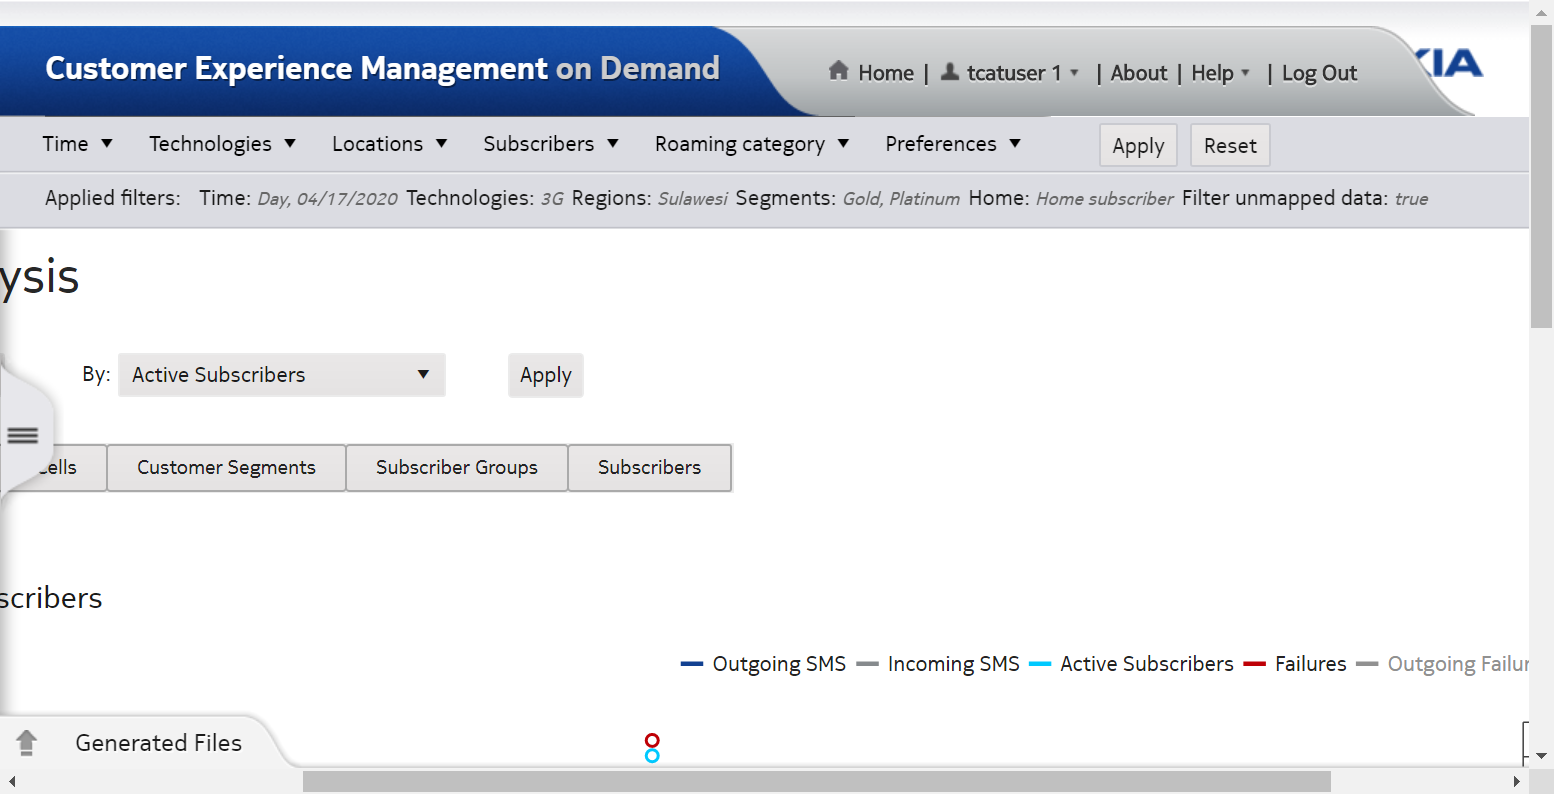 Customer Experience Management on Demand
Home | tcatuser 1 | About | Help | Log Out
KIA
Time Technologies Locations Subscribers Roaming category Preferences Apply Reset
Applied filters: Time: Day, 04/17/2020 Technologies: 3G Regions: Sulawesi Segments: Gold, Platinum Home: Home subscriber Filter unmapped data: true
ysis
By: Active Subscribers Apply
ells Customer Segments Subscriber Groups Subscribers
scribers
Outgoing SMS Incoming SMS Active Subscribers Failures Outgoing Failur
Generated Files